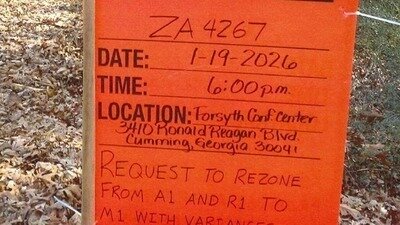 ZA 4267
DATE: 1-19-2026
TIME: 6:00 p.m.
LOCATION: Forsyth Conf Center
3410 Ronald Reagan Blvd.
Cumming, Georgia 30041
REQUEST TO REZONE
FROM A1 AND R1 TO
M1 WITH VARIANCES